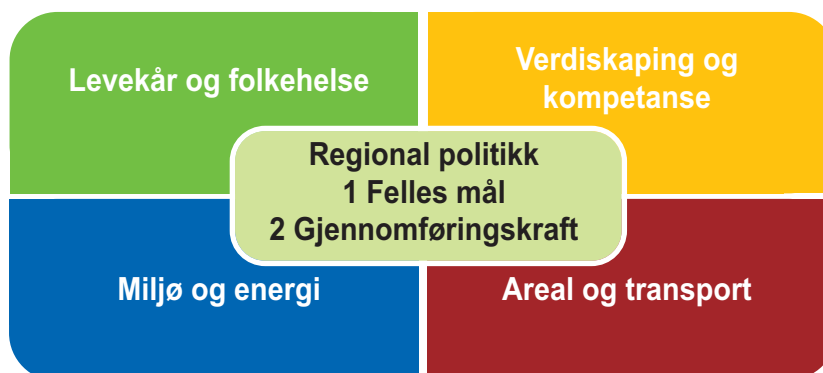 Levekår og folkehelse
Verdiskaping og
kompetanse
Regional politikk
1 Felles mål
2 Gjennomføringskraft
Miljø og energi
Areal og transport